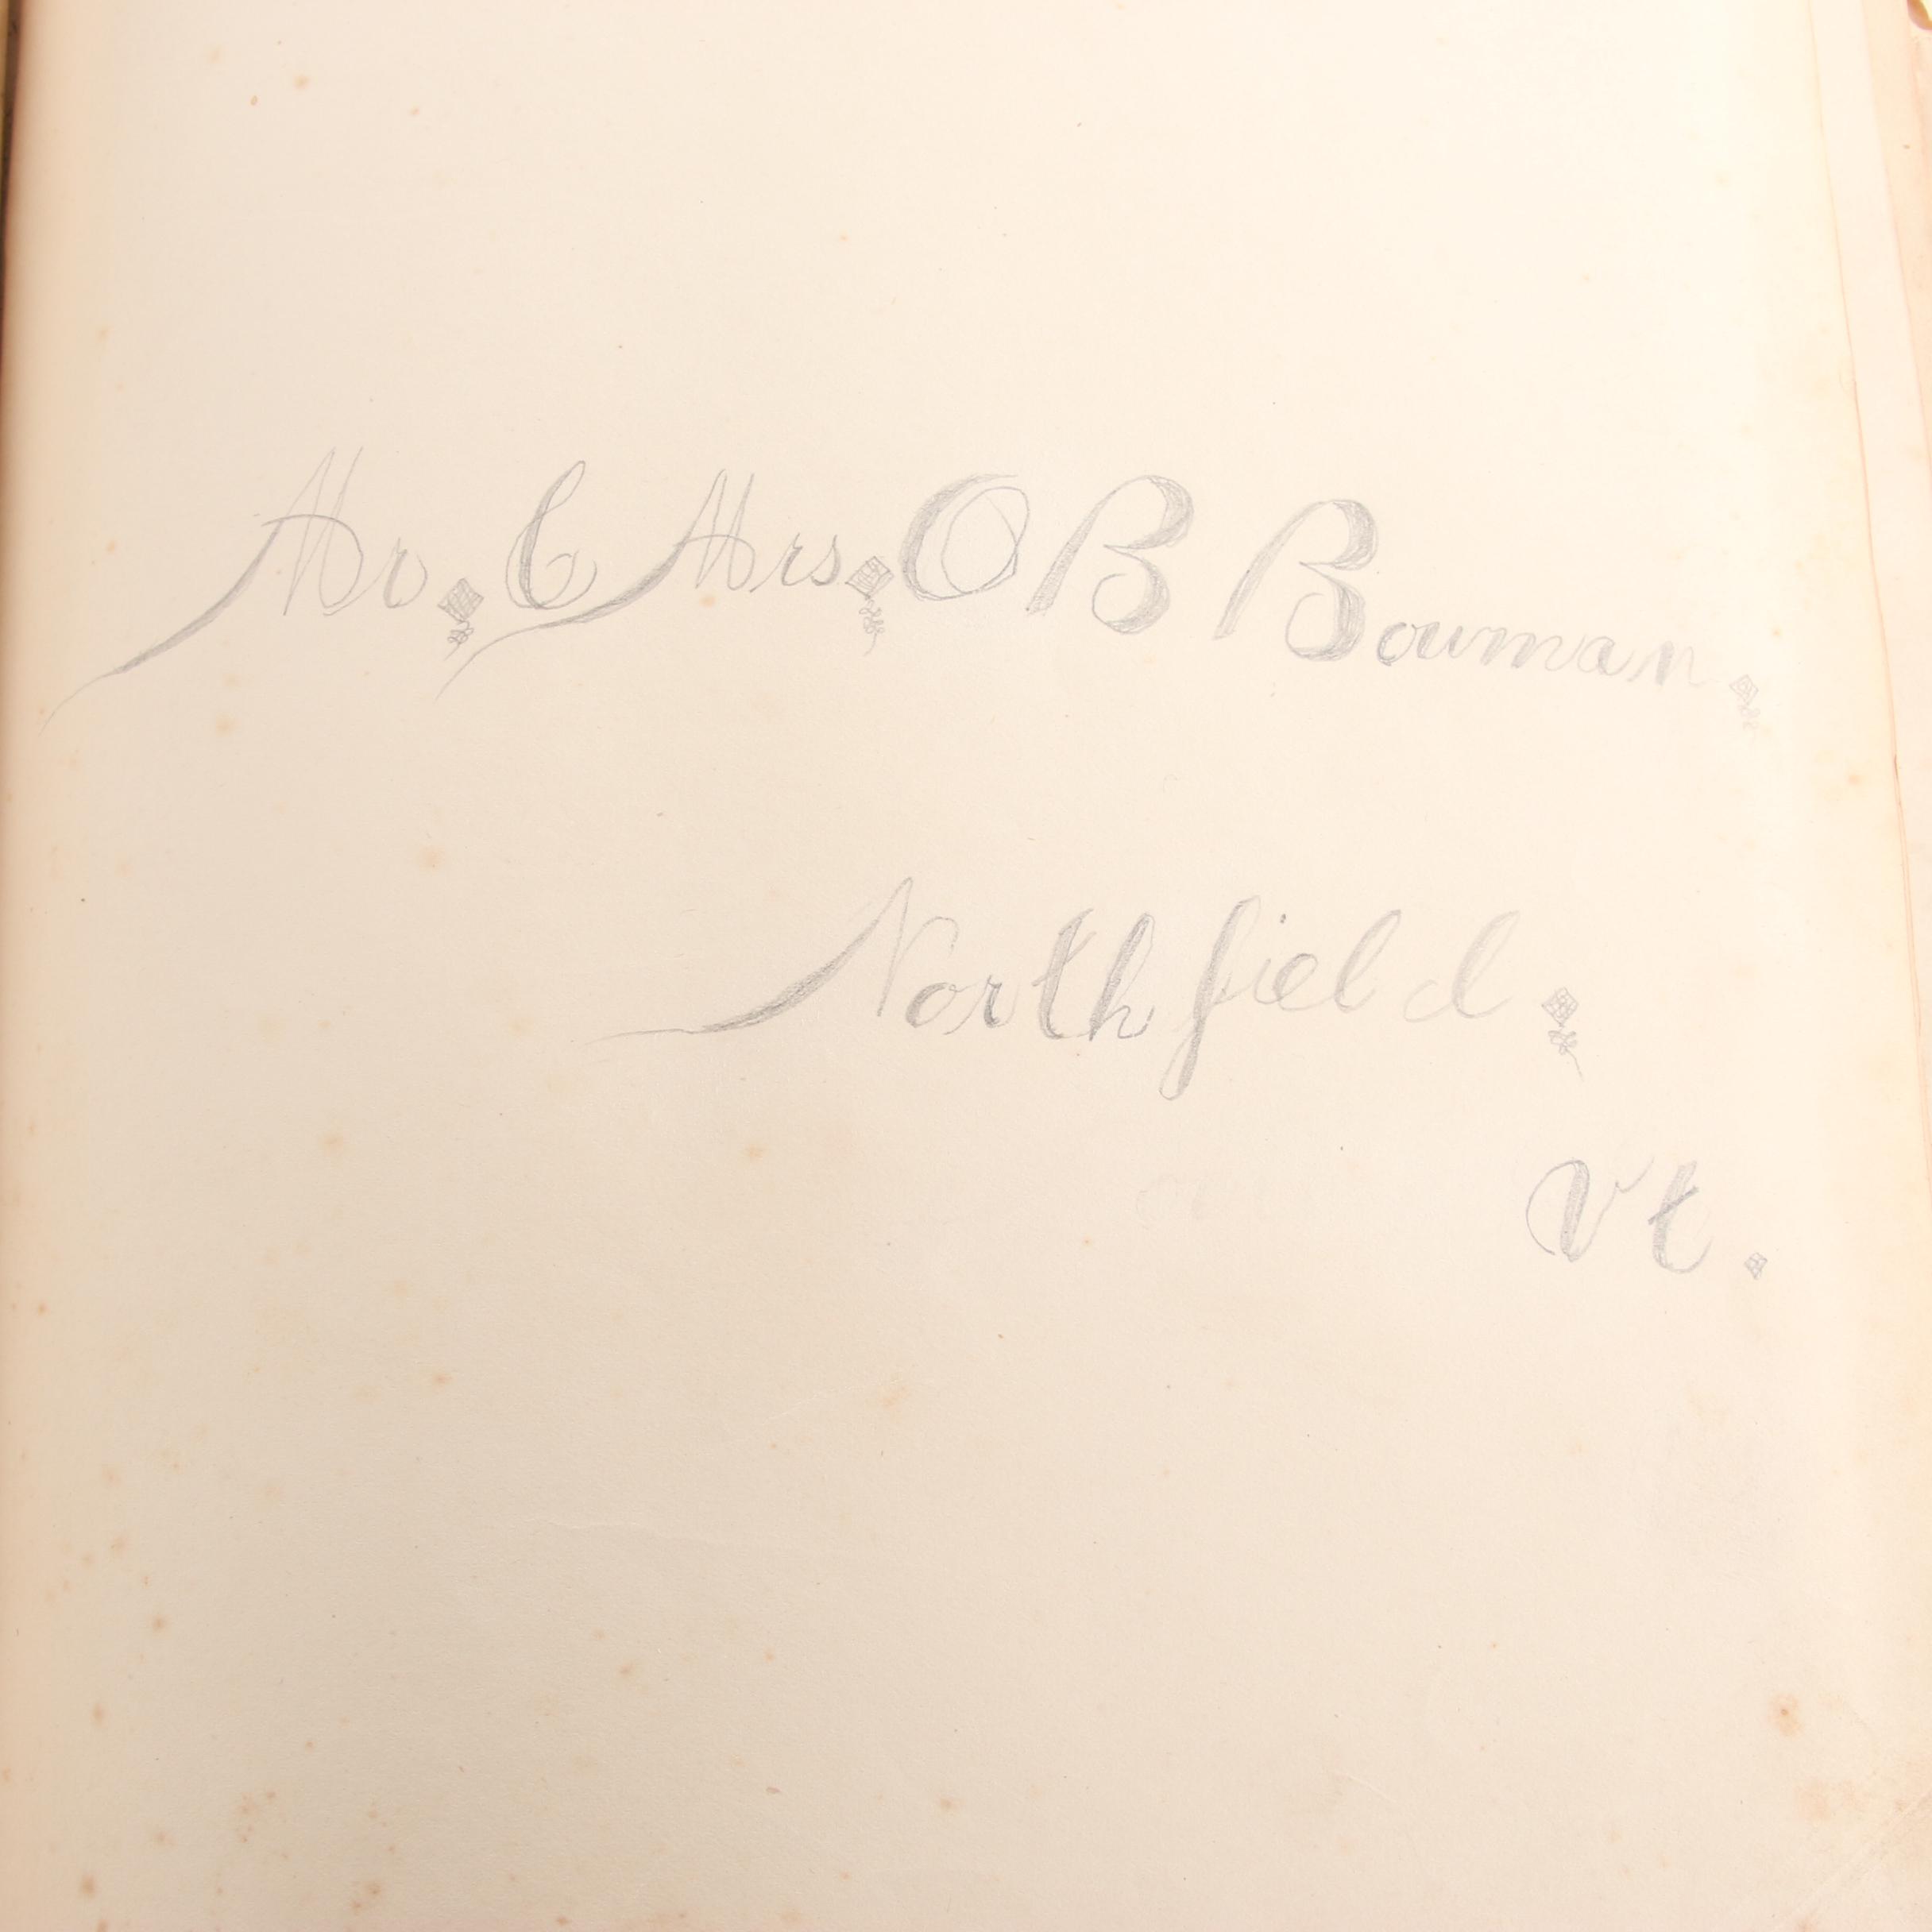 Mr. & Mrs. O B Bowman.
Northfield.
Vt.